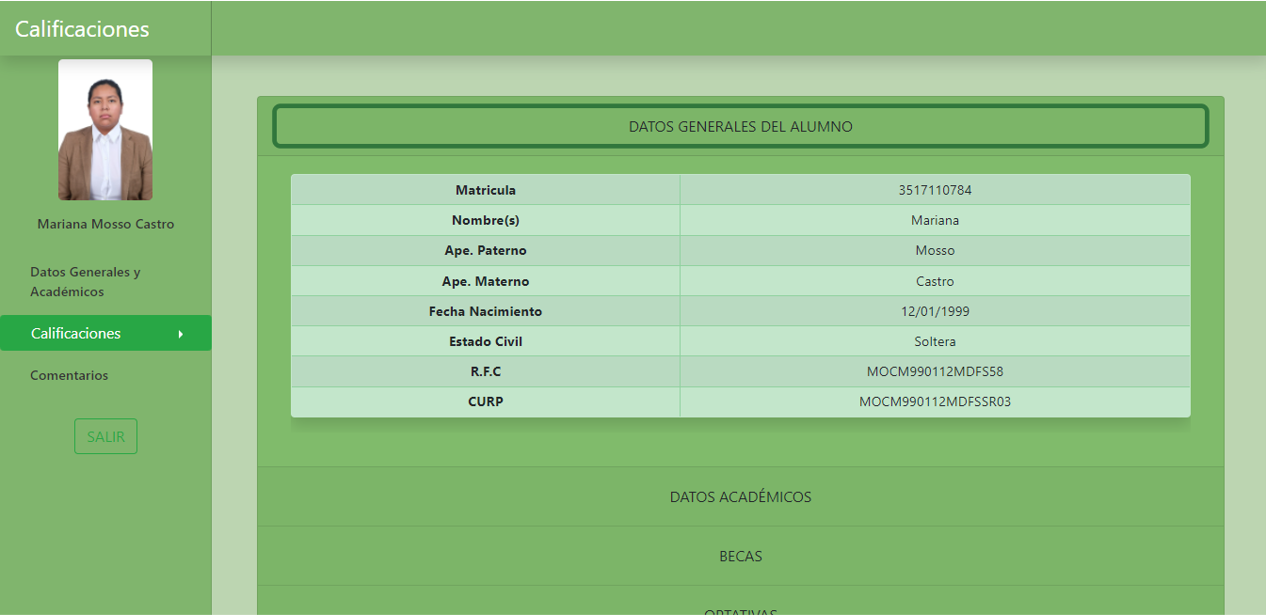 Calificaciones
Mariana Mosso Castro
Datos Generales y
Académicos
Calificaciones
Comentarios
SALIR
DATOS GENERALES DEL ALUMNO
Matricula 3517110784
Nombre(s) Mariana
Ape. Paterno Mosso
Ape. Materno Castro
Fecha Nacimiento 12/01/1999
Estado Civil Soltera
R.F.C MOCM990112MDFS58
CURP MOCM990112MDFSSR03
DATOS ACADÉMICOS
BECAS
OPTATIVAS